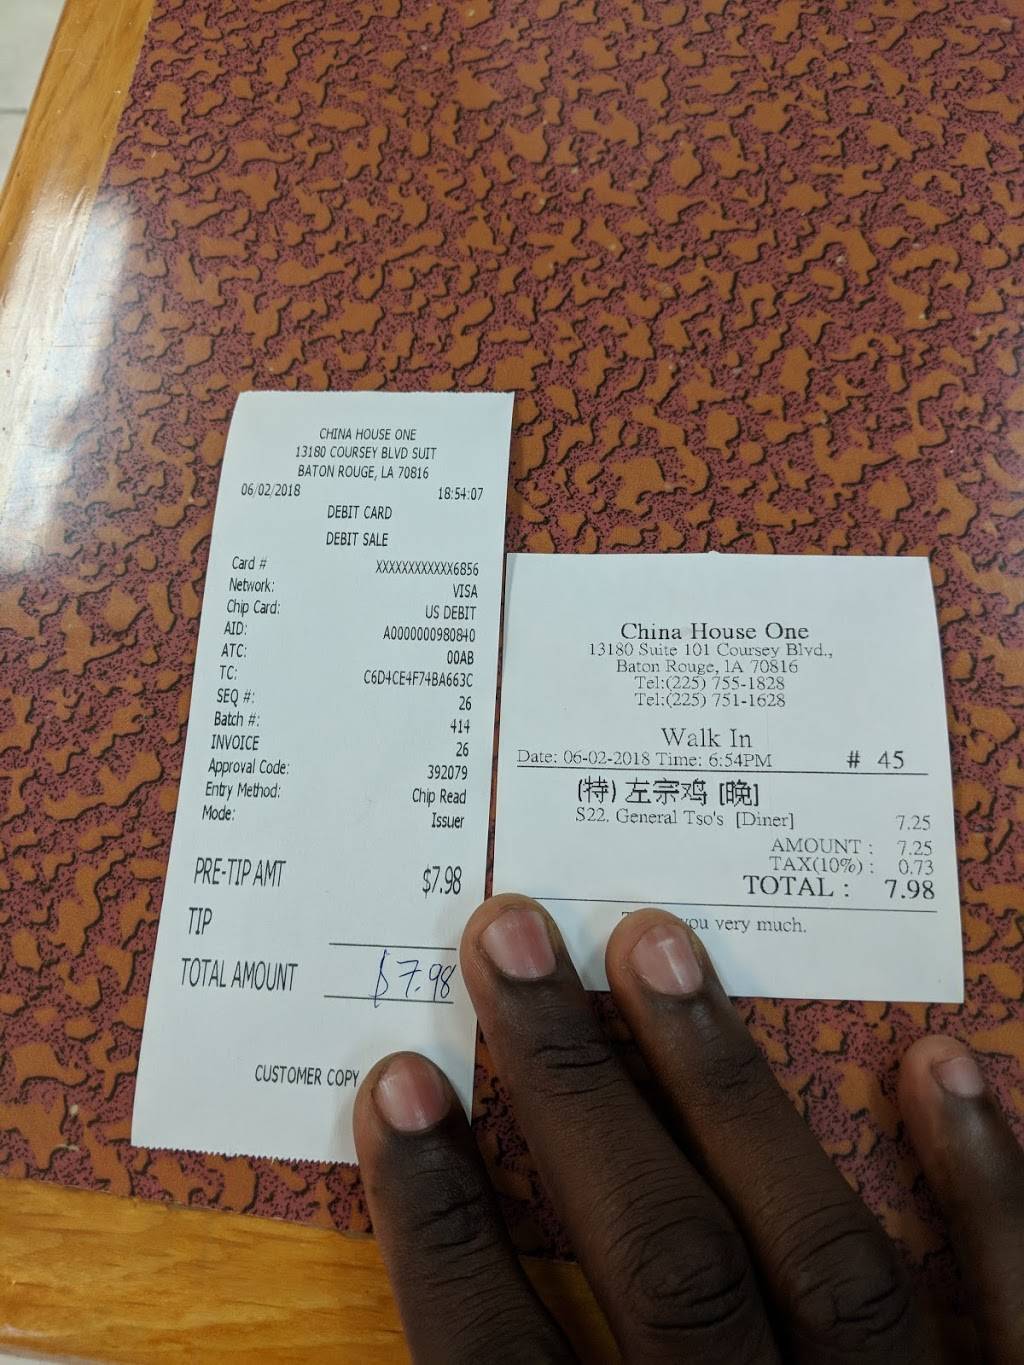 CHINA HOUSE ONE
13180 COURSEY BLVD SUIT
BATON ROUGE, LA 70816
06/02/2018 18:54:07
DEBIT CARD
DEBIT SALE
Card # XXXXXXXXXXXX6856
Network: VISA
Chip Card: US DEBIT
AID: A0000000980840
ATC: 00AB
TC: C6D4CE4F74BA663C
SEQ #: 26
Batch #: 414
INVOICE 26
Approval Code: 392079
Entry Method: Chip Read
Mode: Issuer
PRE-TIP AMT $7.98
TIP
TOTAL AMOUNT $7.98
CUSTOMER COPY
China House One
13180 Suite 101 Coursey Blvd.,
Baton Rouge, lA 70816
Tel:(225) 755-1828
Tel:(225) 751-1628
Walk In
Date: 06-02-2018 Time: 6:54PM # 45
(特) 左宗鸡 [晚]
S22. General Tso's [Diner] 7.25
AMOUNT : 7.25
TAX(10%) : 0.73
TOTAL : 7.98
you very much.